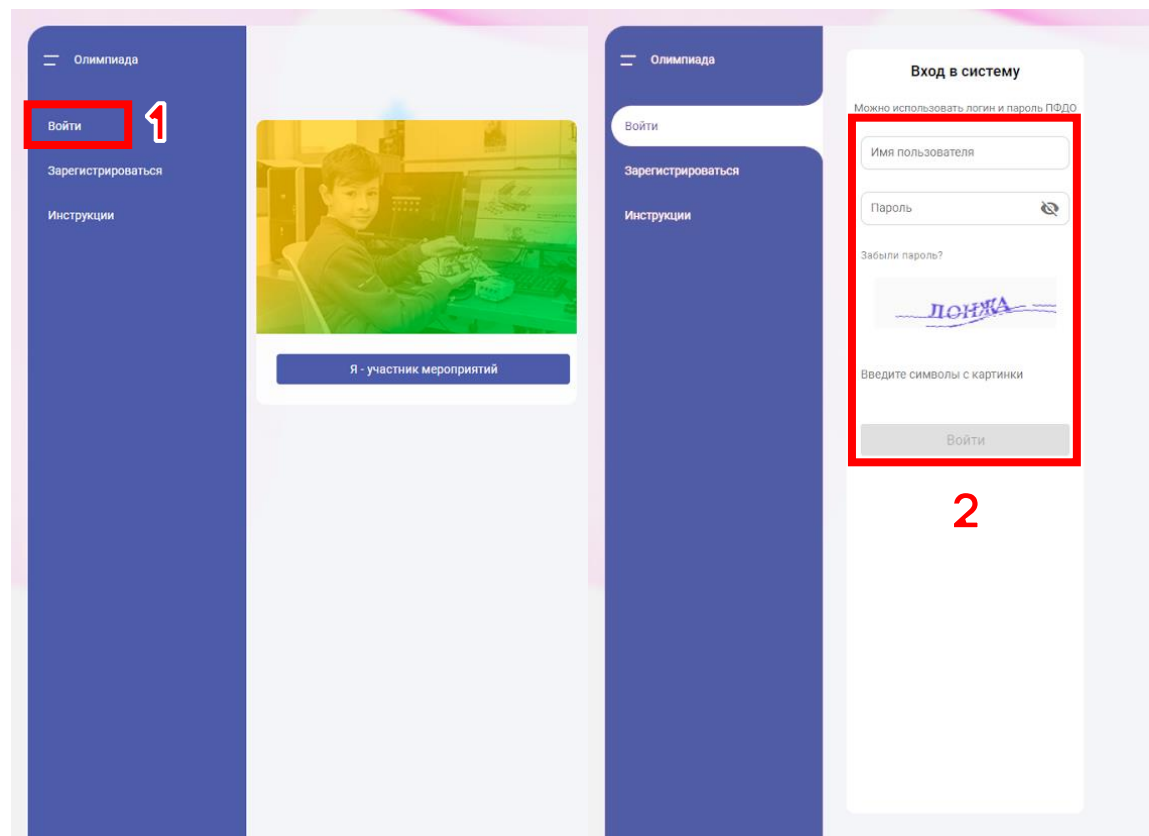 Олимпиада
Войти
1
Зарегистрироваться
Инструкции
Я - участник мероприятий
Олимпиада
Войти
Зарегистрироваться
Инструкции
Вход в систему
Можно использовать логин и пароль ПФДО
Имя пользователя
Пароль
Забыли пароль?
ЛОНЖА
Введите символы с картинки
Войти
2